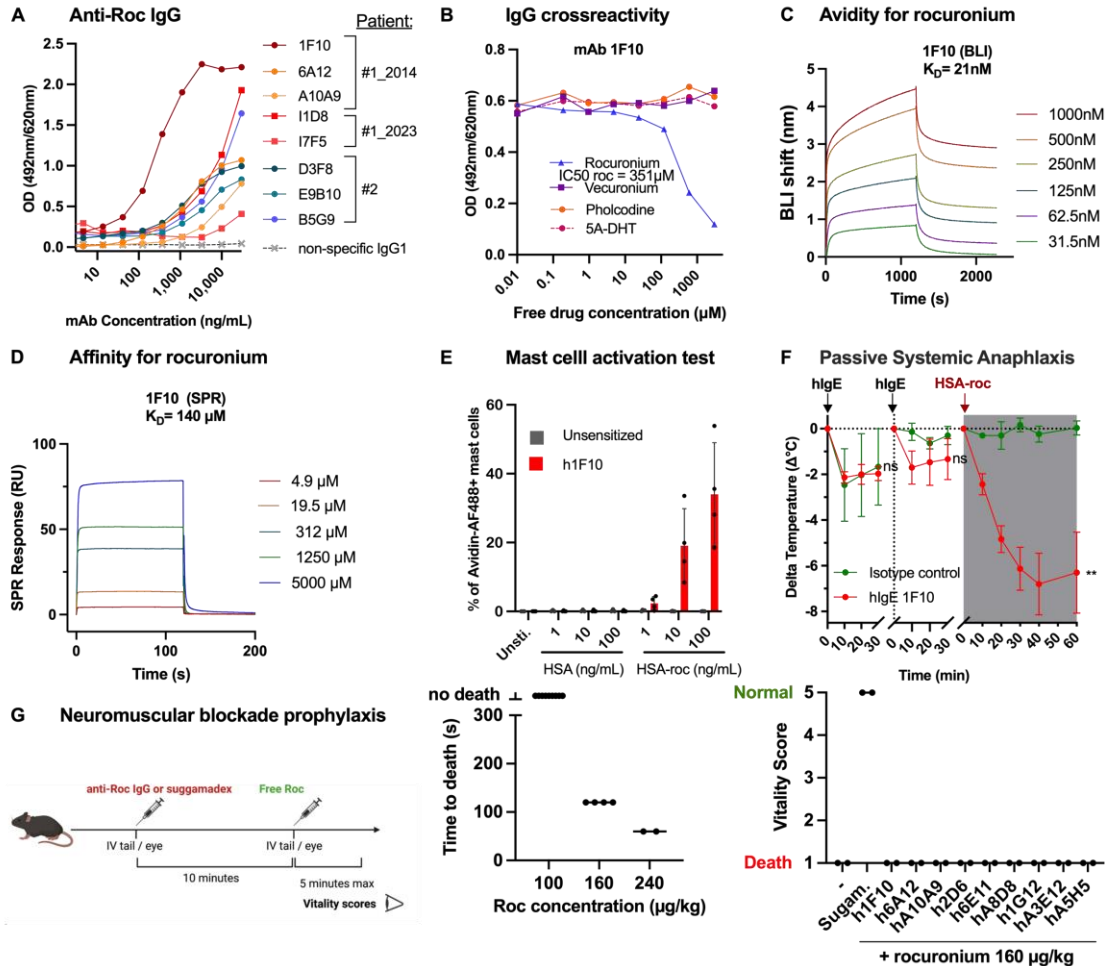 A Anti-Roc IgG
OD (492nm/620nm)
2.5
2.0
1.5
1.0
0.5
0.0
10
100
1,000
10,000
mAb Concentration (ng/mL)
Patient:
1F10
6A12
A10A9
#1_2014
I1D8
I7F5
#1_2023
D3F8
E9B10
B5G9
#2
non-specific IgG1
B IgG crossreactivity
mAb 1F10
OD (492nm/620nm)
0.8
0.6
0.4
0.2
0.0
Rocuronium
IC50 roc = 351µM
Vecuronium
Pholcodine
5A-DHT
0.01
0.1
1
10
100
1000
Free drug concentration (µM)
C Avidity for rocuronium
1F10 (BLI)
KD= 21nM
BLI shift (nm)
5
4
3
2
1
0
0
1000
2000
Time (s)
1000nM
500nM
250nM
125nM
62.5nM
31.5nM
D Affinity for rocuronium
1F10 (SPR)
KD= 140 µM
SPR Response (RU)
100
75
50
25
0
0
100
200
Time (s)
4.9 µM
19.5 µM
312 µM
1250 µM
5000 µM
E Mast celll activation test
% of Avidin-AF488+ mast cells
60
40
20
0
Unsensitized
h1F10
Unsti.
1
10
100
1
10
100
HSA (ng/mL)
HSA-roc (ng/mL)
F Passive Systemic Anaphlaxis
hIgE
hIgE
HSA-roc
Delta Temperature (Δ°C)
0
-2
-4
-6
-8
ns
ns
**
Isotype control
hIgE 1F10
0
10
20
30
0
10
20
30
0
10
20
30
40
50
60
Time (min)
G Neuromuscular blockade prophylaxis
anti-Roc IgG or suggamadex
Free Roc
IV tail / eye
IV tail / eye
10 minutes
5 minutes max
Vitality scores
Time to death (s)
no death
300
200
100
0
100
160
240
Roc concentration (µg/kg)
Normal
Death
Vitality Score
5
4
3
2
1
-
Sugam.
h1F10
h6A12
hA10A9
h2D6
h6E11
hA8D8
h1G12
hA3E12
hA5H5
+ rocuronium 160 µg/kg